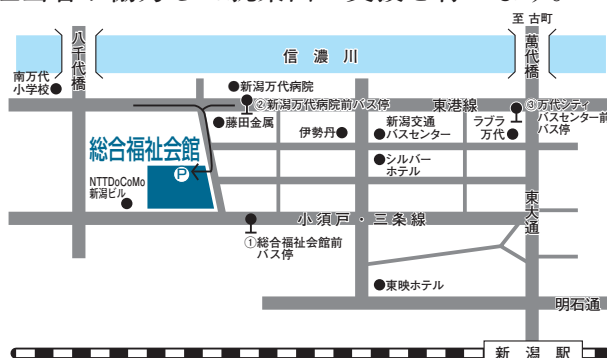 至 古町
八千代橋
信濃川
萬代橋
南万代
小学校
新潟万代病院
②新潟万代病院前バス停
東港線
③万代シティ
バスセンター前
バス停
藤田金属
伊勢丹
新潟交通
バスセンター
ラブラ
万代
総合福祉会館
P
シルバー
ホテル
NTTDoCoMo
新潟ビル
東大通
小須戸・三条線
①総合福祉会館前
バス停
東映ホテル
明石通
新潟駅